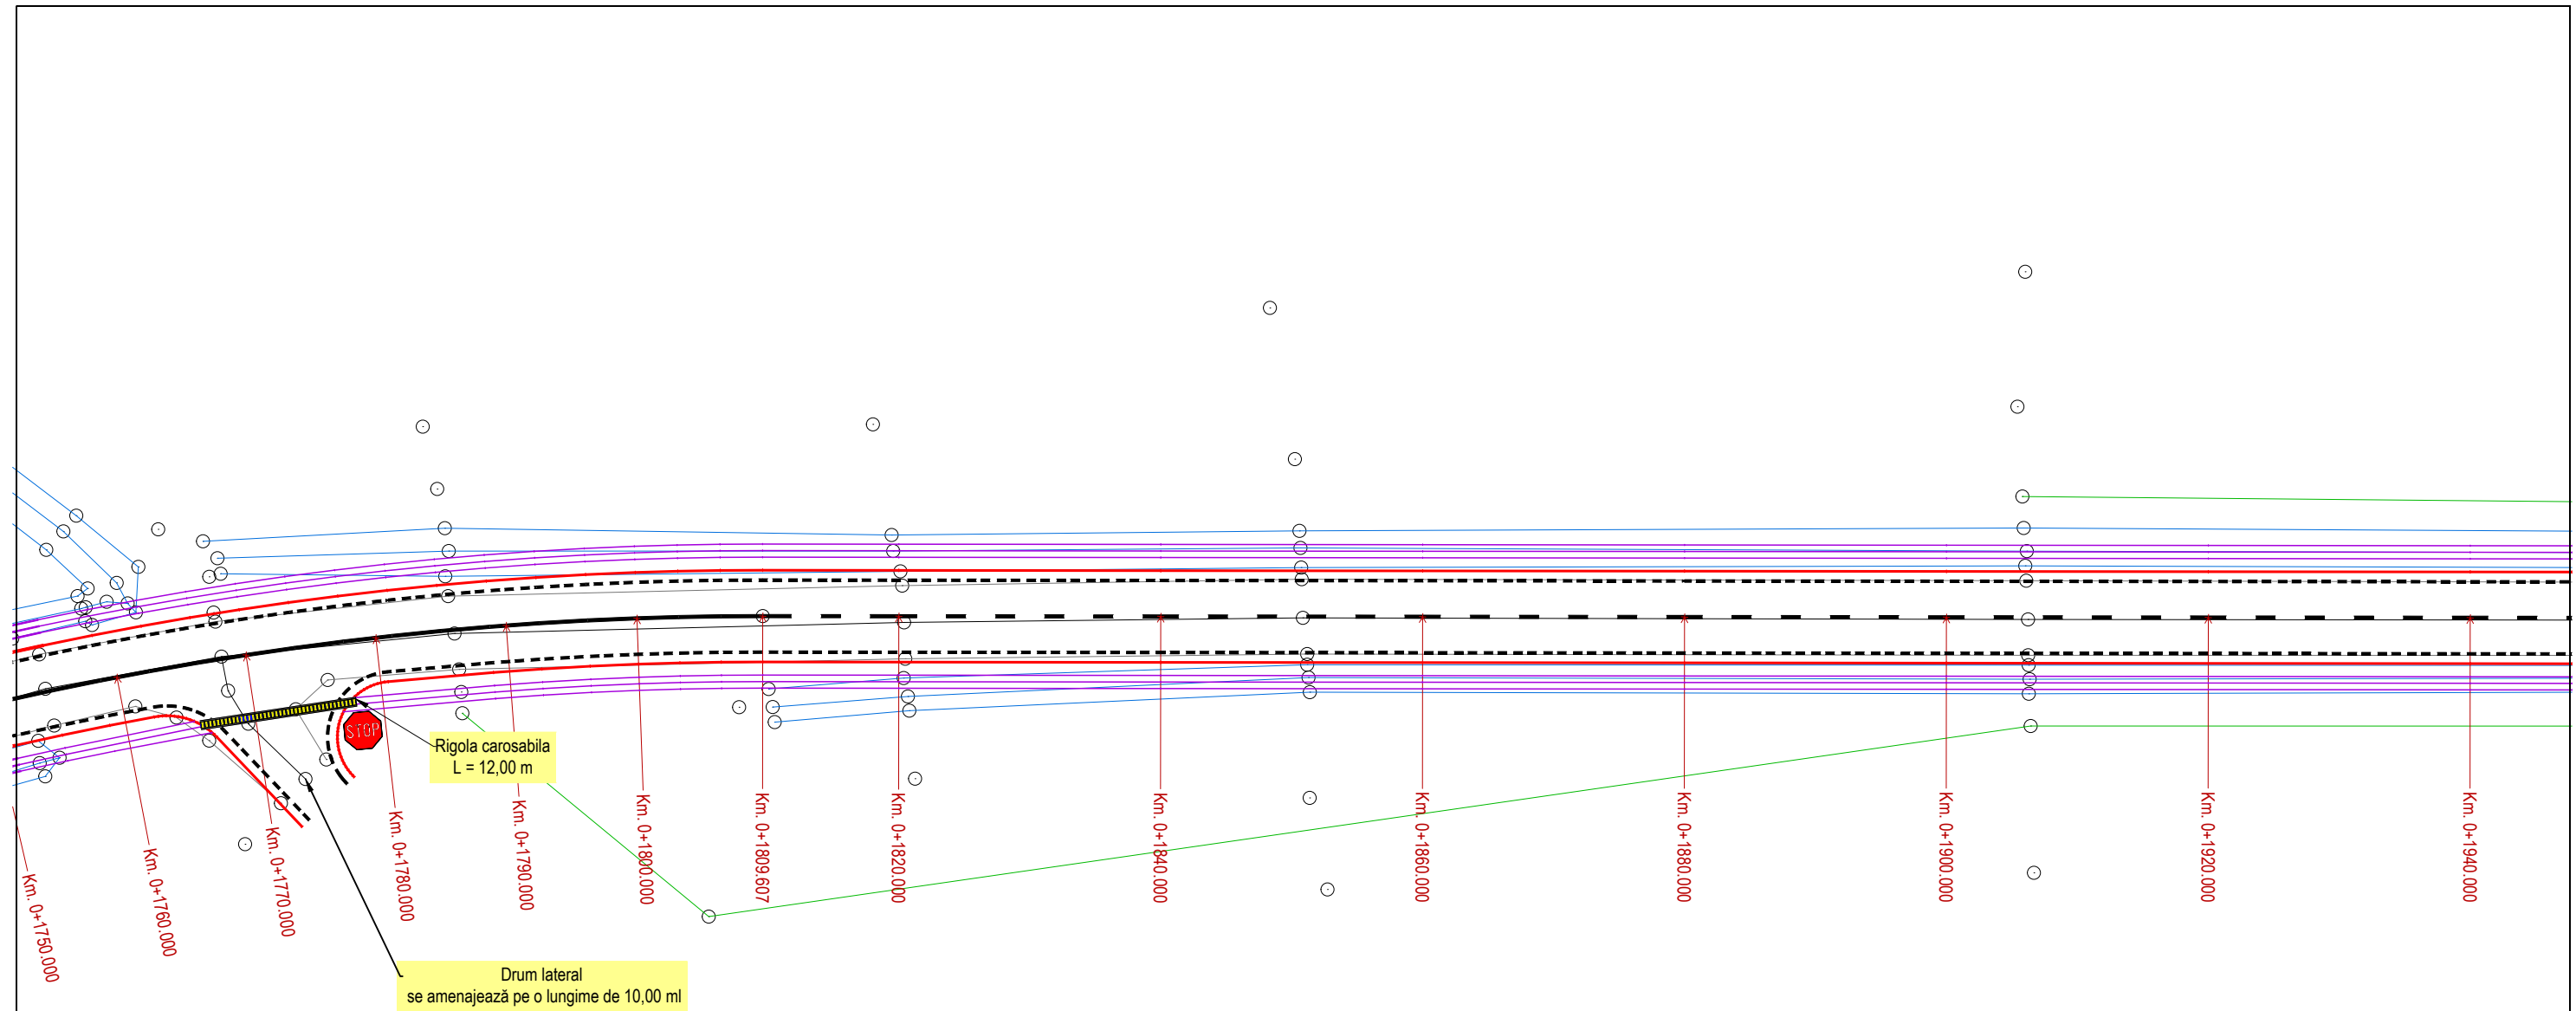 STOP
Rigola carosabila
L = 12,00 m
Km. 0+1750.000
Km. 0+1760.000
Km. 0+1770.000
Km. 0+1780.000
Km. 0+1790.000
Km. 0+1800.000
Km. 0+1809.607
Km. 0+1820.000
Km. 0+1840.000
Km. 0+1860.000
Km. 0+1880.000
Km. 0+1900.000
Km. 0+1920.000
Km. 0+1940.000
Drum lateral
se amenajează pe o lungime de 10,00 ml